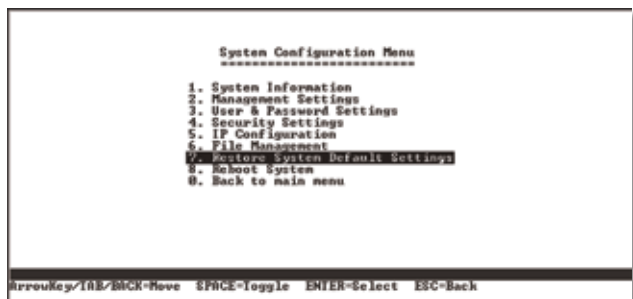 System Configuration Menu
=========================
1. System Information
2. Management Settings
3. User & Password Settings
4. Security Settings
5. IP Configuration
6. File Management
7. Restore System Default Settings
8. Reboot System
0. Back to main menu
ArrowKey/TAB/BACK=Move SPACE=Toggle ENTER=Select ESC=Back